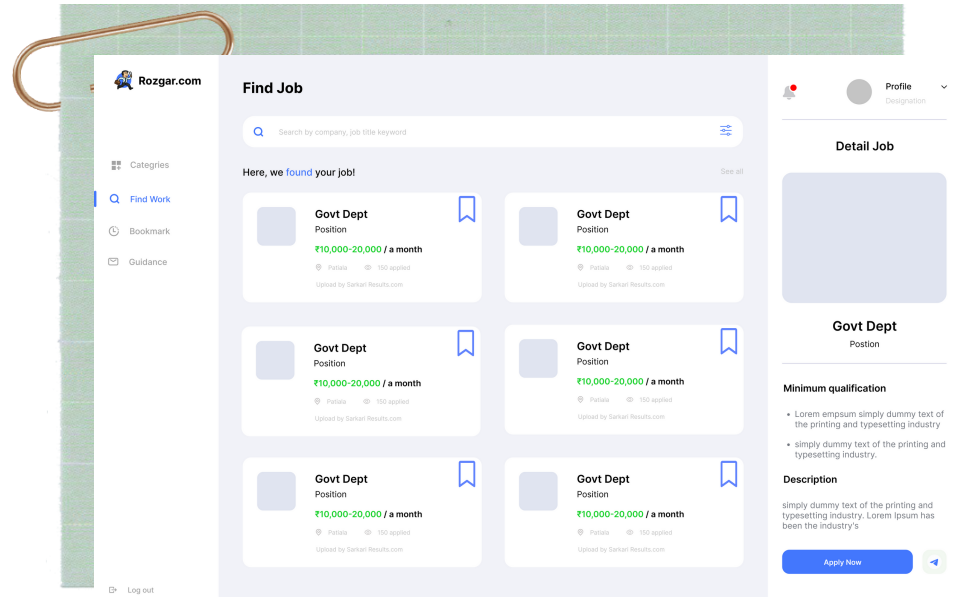 Rozgar.com
Categries
Find Work
Bookmark
Guidance
Log out
Find Job
Search by company, job title keyword
Here, we found your job!
See all
Govt Dept
Position
₹10,000-20,000 / a month
Patiala 150 applied
Upload by Sarkari Results.com
Govt Dept
Position
₹10,000-20,000 / a month
Patiala 150 applied
Upload by Sarkari Results.com
Govt Dept
Position
₹10,000-20,000 / a month
Patiala 150 applied
Upload by Sarkari Results.com
Govt Dept
Position
₹10,000-20,000 / a month
Patiala 150 applied
Upload by Sarkari Results.com
Govt Dept
Position
₹10,000-20,000 / a month
Patiala 150 applied
Upload by Sarkari Results.com
Govt Dept
Position
₹10,000-20,000 / a month
Patiala 150 applied
Upload by Sarkari Results.com
Profile
Designation
Detail Job
Govt Dept
Postion
Minimum qualification
• Lorem empsum simply dummy text of
the printing and typesetting industry
• simply dummy text of the printing and
typesetting industry.
Description
simply dummy text of the printing and
typesetting industry. Lorem Ipsum has
been the industry's
Apply Now